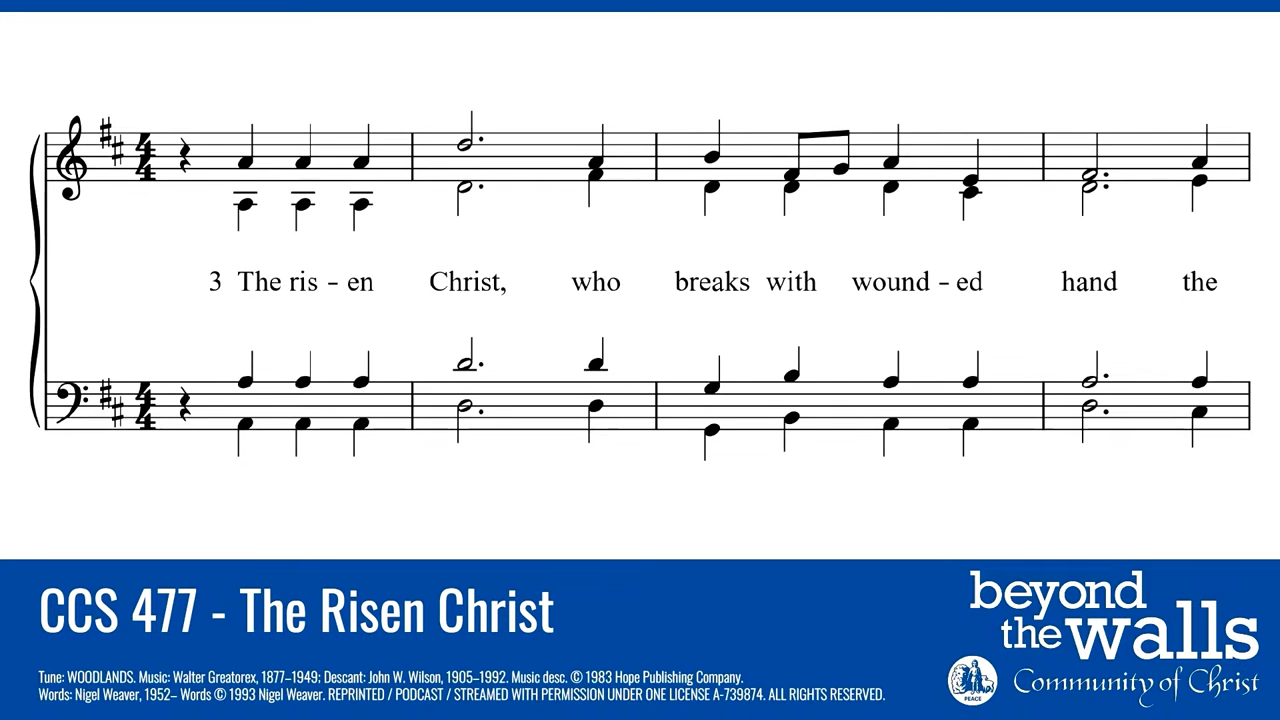 3 The ris - en Christ, who breaks with wound - ed hand the
CCS 477 - The Risen Christ
Tune: WOODLANDS. Music: Walter Greatorex, 1877–1949; Descant: John W. Wilson, 1905–1992. Music desc. © 1983 Hope Publishing Company.
Words: Nigel Weaver, 1952– Words © 1993 Nigel Weaver. REPRINTED / PODCAST / STREAMED WITH PERMISSION UNDER ONE LICENSE A-739874. ALL RIGHTS RESERVED.
beyond
the walls
PEACE
Community of Christ